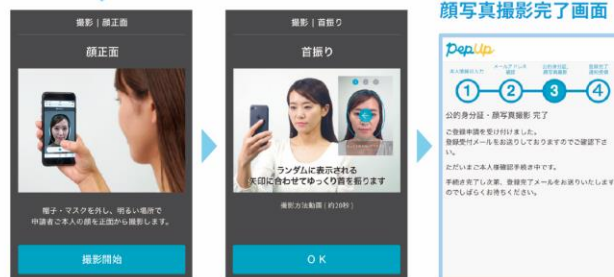 撮影 | 顔正面
顔正面
帽子・マスクを外し、明るい場所で
申請者ご本人の顔を正面から撮影します。
撮影開始
撮影 | 首振り
首振り
ランダムに表示される
矢印に合わせてゆっくり首を振ります
撮影方法動画 (約20秒)
OK
顔写真撮影完了画面
PepUp
本人情報の入力
メールアドレス
確認
公的身分証、
顔写真撮影
登録完了
1 2 3 4
公的身分証・顔写真撮影 完了
ご登録申請を受け付けました。
登録受付メールをお送りしておりますのでご確認下さ
い。
ただいまご本人様確認手続き中です。
手続き完了し次第、登録完了メールをお送りいたします
のでしばらくお待ちください。